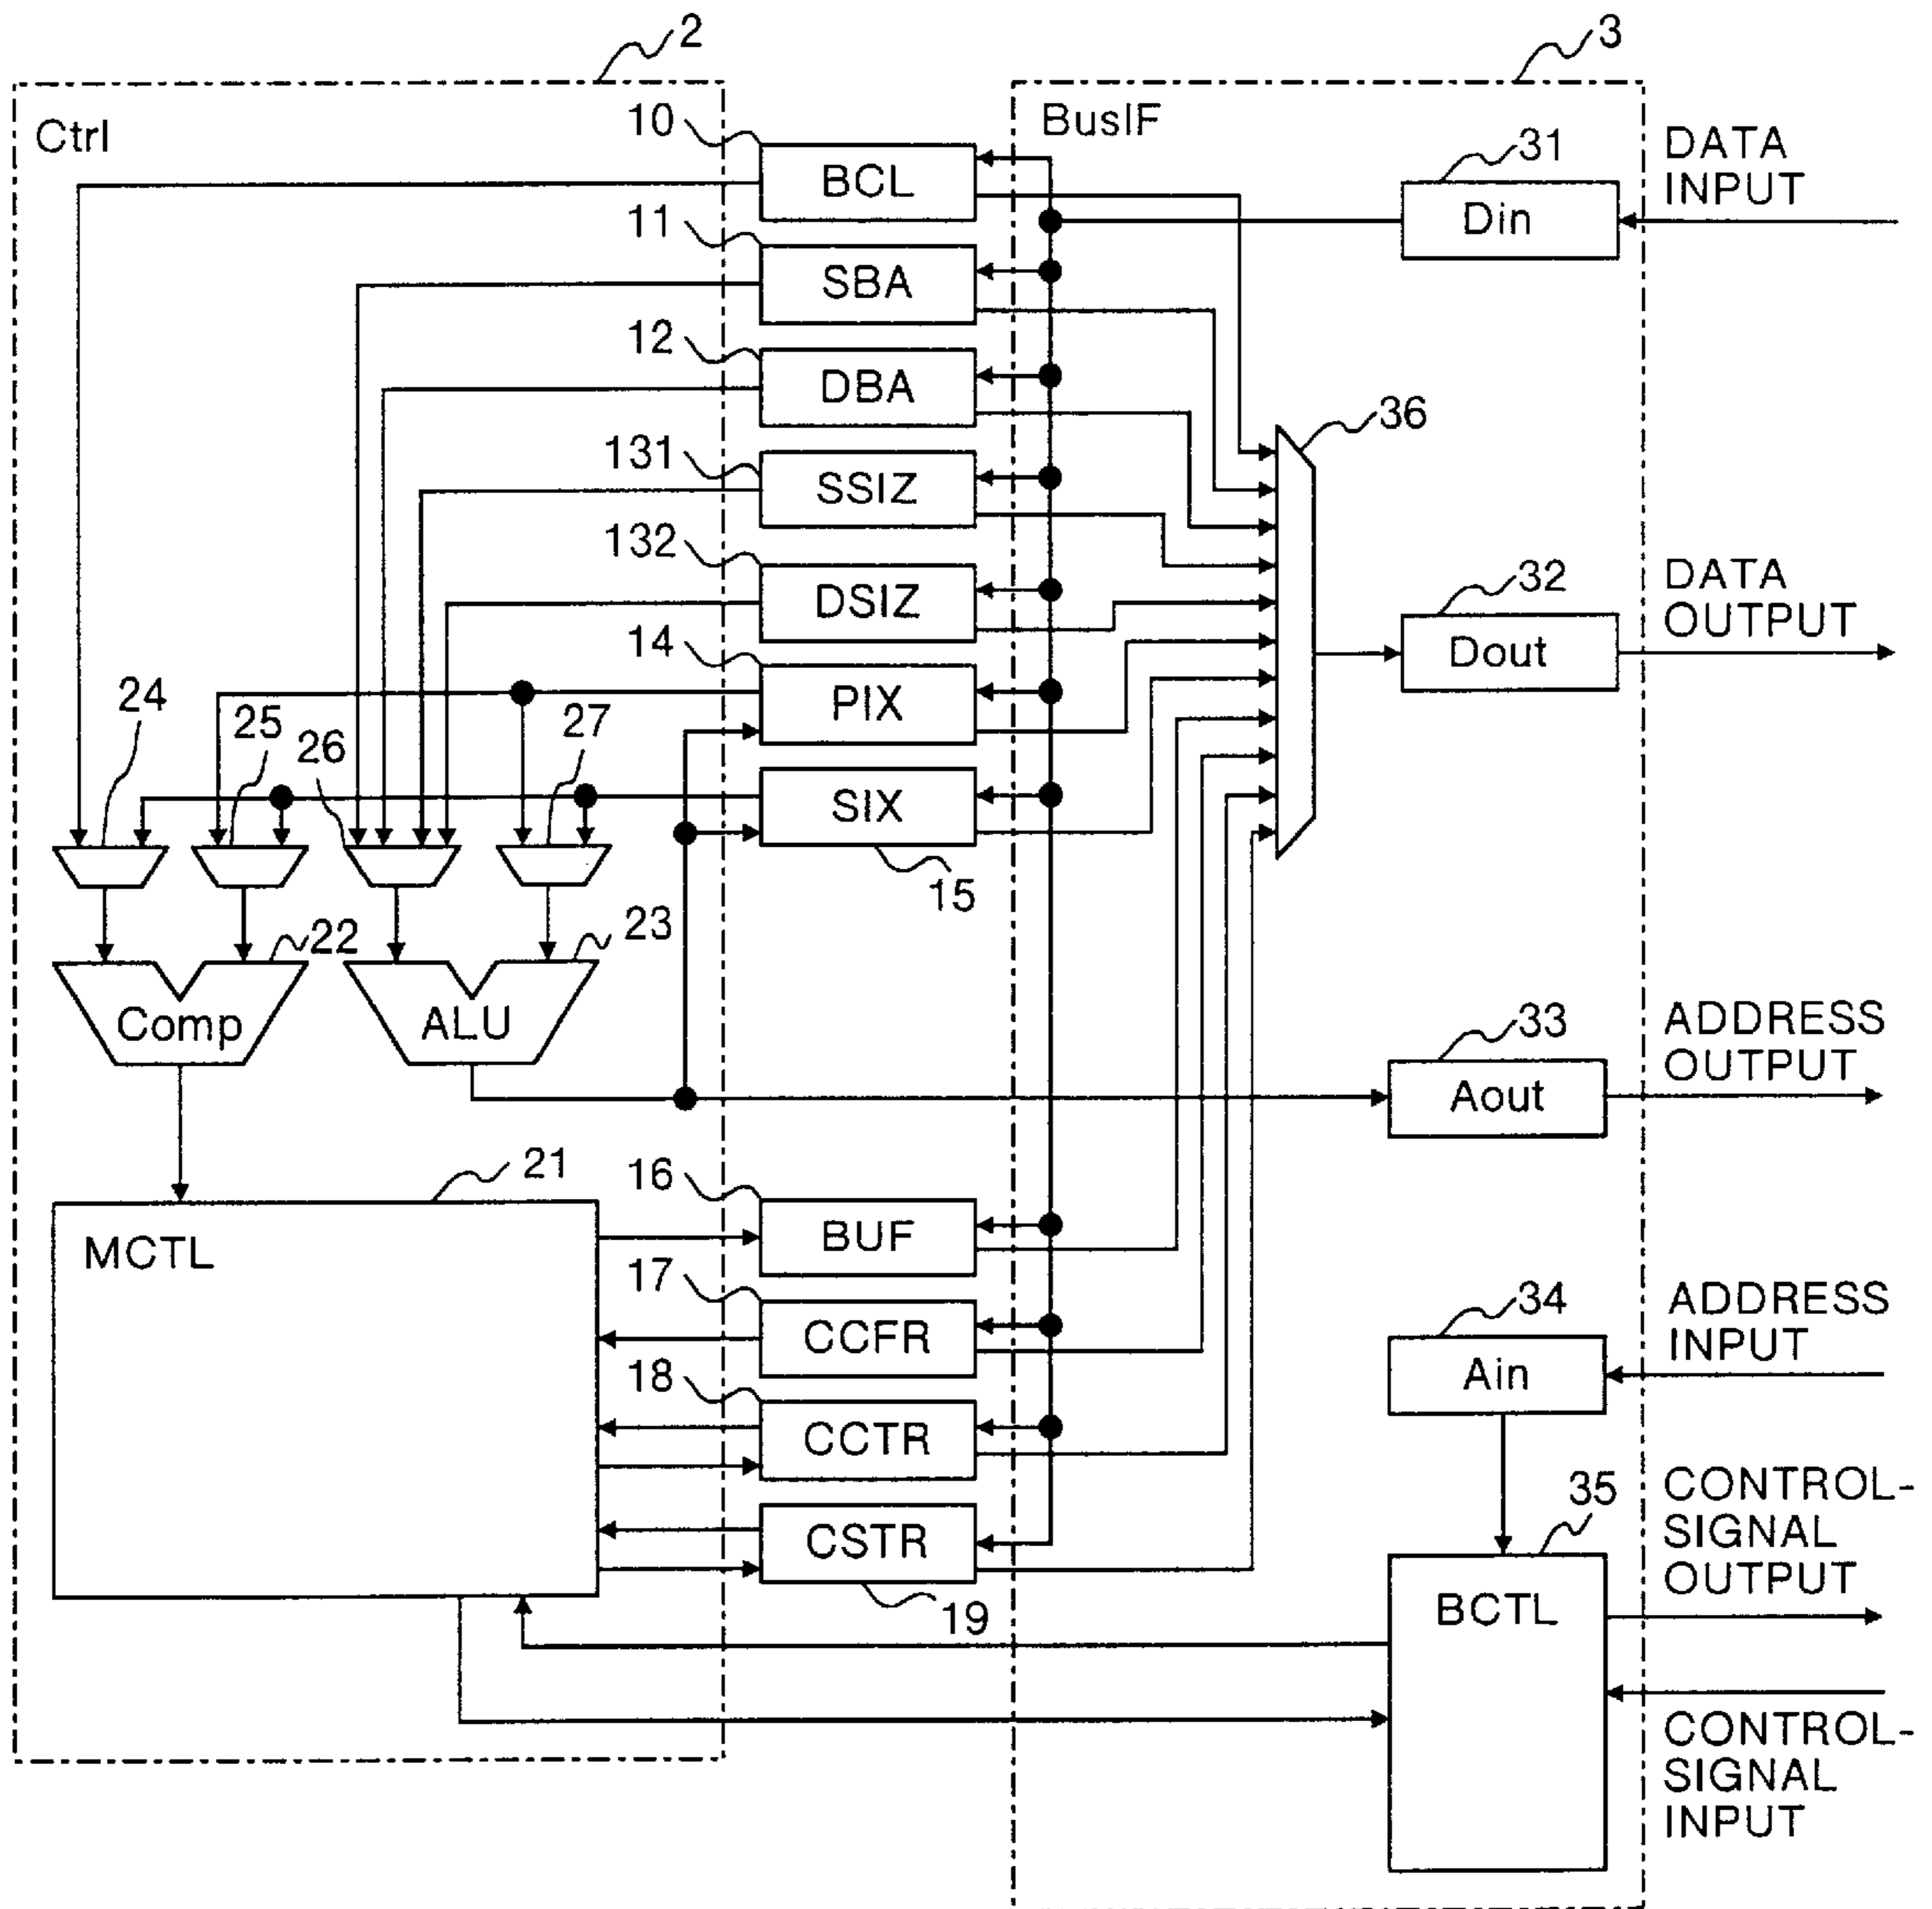 2
3
Ctrl
10
BCL
BusIF
31
Din
DATA
INPUT
11
SBA
12
DBA
36
131
SSIZ
132
DSIZ
32
Dout
DATA
OUTPUT
14
PIX
24
25
26
27
SIX
15
22
23
Comp
ALU
33
Aout
ADDRESS
OUTPUT
21
MCTL
16
BUF
17
CCFR
34
Ain
ADDRESS
INPUT
18
CCTR
CSTR
19
35
BCTL
CONTROL-
SIGNAL
OUTPUT
CONTROL-
SIGNAL
INPUT